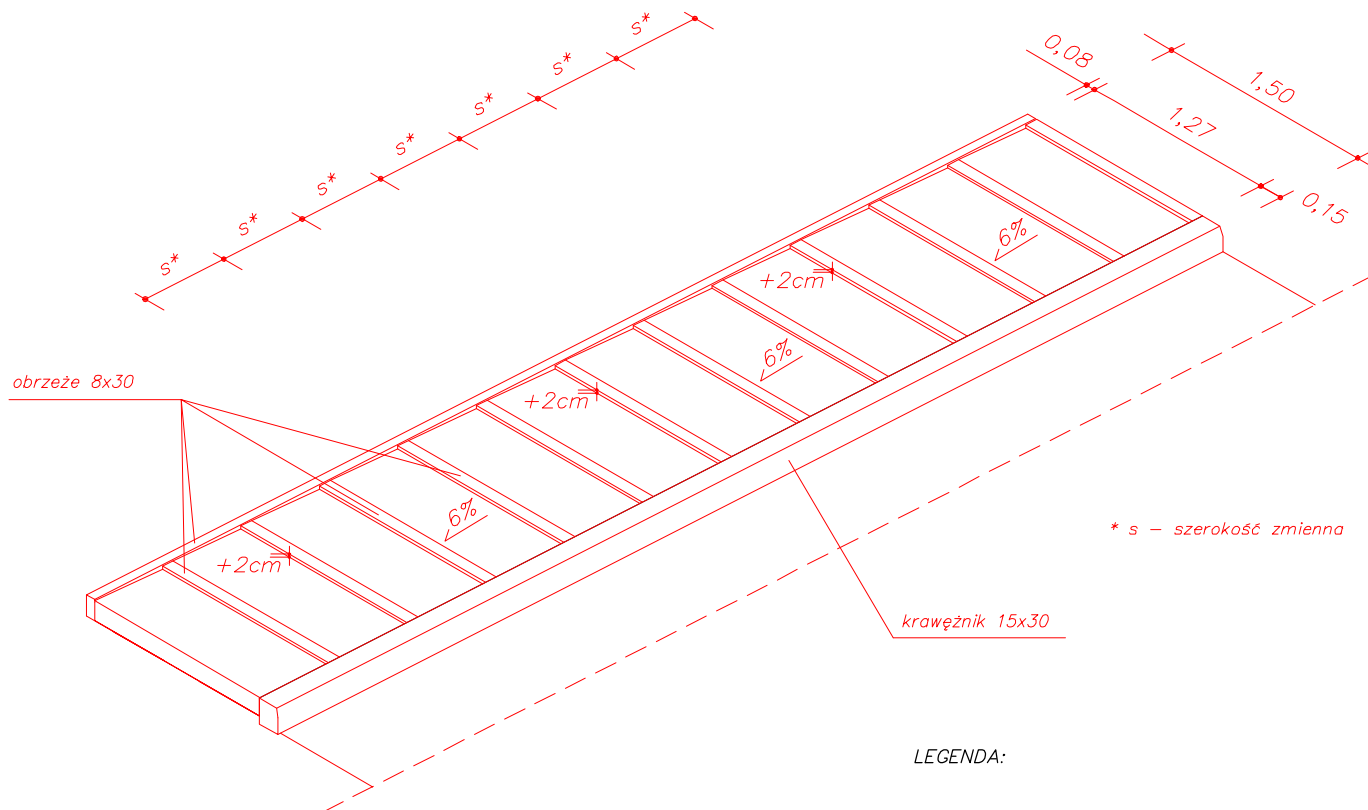 s*
s*
s*
s*
s*
s*
s*
0,08
1,50
1,27
0,15
6%
+2cm
6%
+2cm
obrzeże 8x30
6%
+2cm
* s – szerokość zmienna
krawężnik 15x30
LEGENDA: